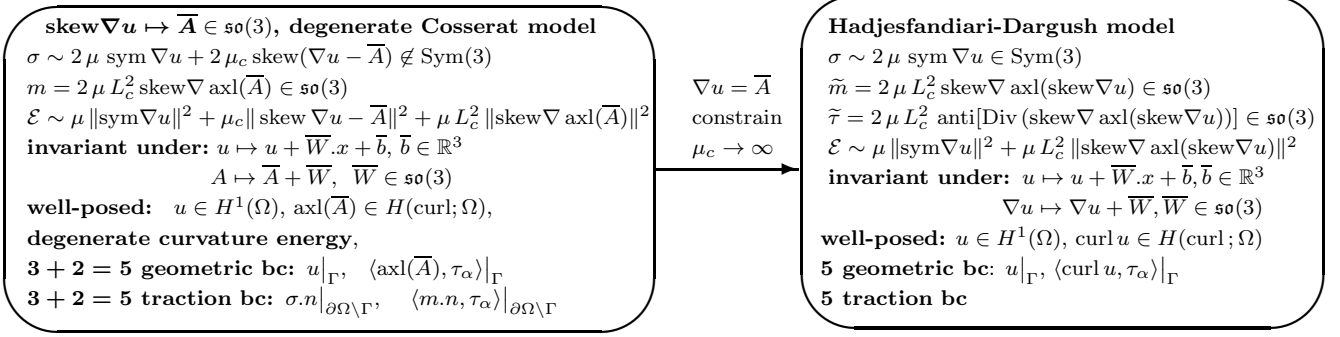 skew∇u ↦ A̅ ∈ 𝔰𝔬(3), degenerate Cosserat model
σ ∼ 2 μ sym ∇u + 2 μ_c skew(∇u − A̅) ∉ Sym(3)
m = 2 μ L_c^2 skew∇ axl(A̅) ∈ 𝔰𝔬(3)
ℰ ∼ μ ‖sym∇u‖² + μ_c‖ skew ∇u − A̅‖² + μ L_c^2 ‖skew∇ axl(A̅)‖²
invariant under: u ↦ u + W̅.x + b̅, b̅ ∈ ℝ³
A ↦ A̅ + W̅, W̅ ∈ 𝔰𝔬(3)
well-posed: u ∈ H¹(Ω), axl(A̅) ∈ H(curl; Ω),
degenerate curvature energy,
3 + 2 = 5 geometric bc: u|_Γ, ⟨axl(A̅), τ_α⟩|_Γ
3 + 2 = 5 traction bc: σ.n|_{∂Ω\Γ}, ⟨m.n, τ_α⟩|_{∂Ω\Γ}
∇u = A̅
constrain
μ_c → ∞
Hadjesfandiari-Dargush model
σ ∼ 2 μ sym ∇u ∈ Sym(3)
m̃ = 2 μ L_c^2 skew∇ axl(skew∇u) ∈ 𝔰𝔬(3)
τ̃ = 2 μ L_c^2 anti[Div (skew∇ axl(skew∇u))] ∈ 𝔰𝔬(3)
ℰ ∼ μ ‖sym∇u‖² + μ L_c^2 ‖skew∇ axl(skew∇u)‖²
invariant under: u ↦ u + W̅.x + b̅, b̅ ∈ ℝ³
∇u ↦ ∇u + W̅, W̅ ∈ 𝔰𝔬(3)
well-posed: u ∈ H¹(Ω), curl u ∈ H(curl ; Ω)
5 geometric bc: u|_Γ, ⟨curl u, τ_α⟩|_Γ
5 traction bc